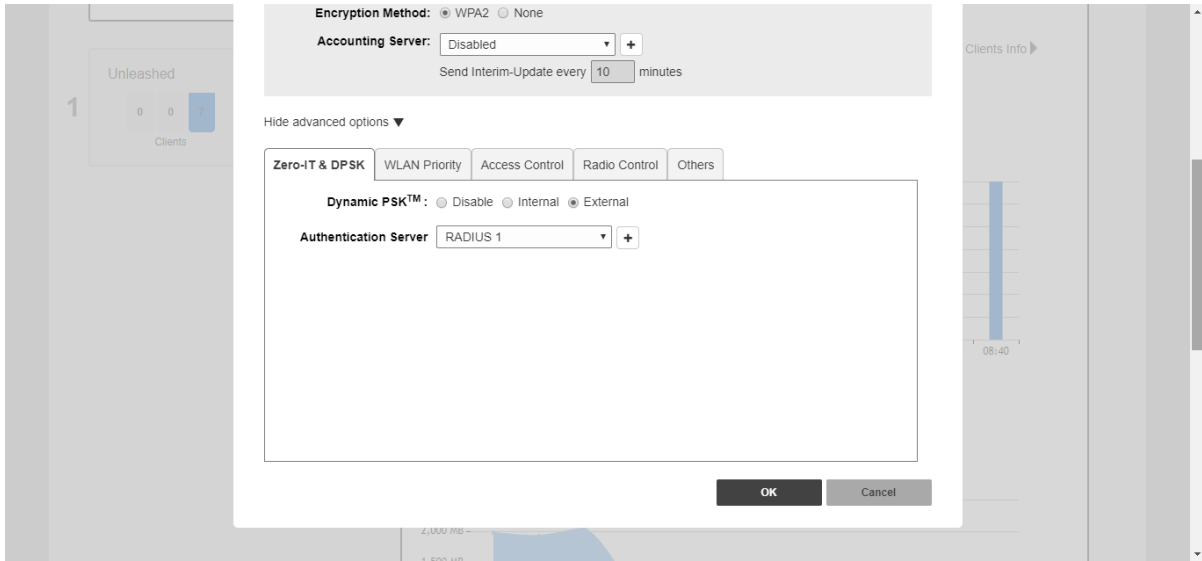 Encryption Method: WPA2 None
Accounting Server: Disabled +
Clients Info
Send Interim-Update every 10 minutes
Unleashed
1
0 0 7
Clients
Hide advanced options
Zero-IT & DPSK WLAN Priority Access Control Radio Control Others
Dynamic PSK™ : Disable Internal External
Authentication Server RADIUS 1 +
08:40
OK Cancel
2,000 MB